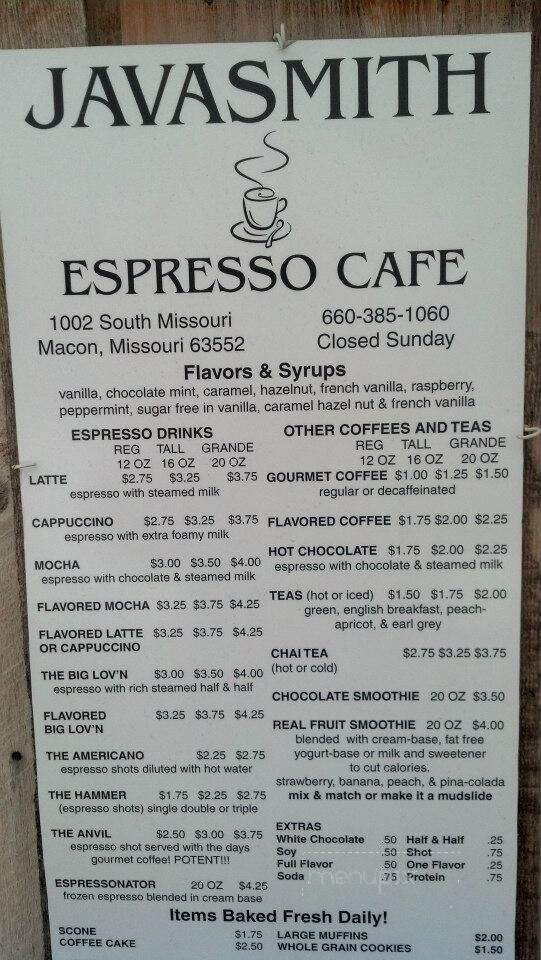 JAVASMITH
ESPRESSO CAFE
1002 South Missouri
Macon, Missouri 63552
660-385-1060
Closed Sunday
Flavors & Syrups
vanilla, chocolate mint, caramel, hazelnut, french vanilla, raspberry,
peppermint, sugar free in vanilla, caramel hazel nut & french vanilla
ESPRESSO DRINKS
REG TALL GRANDE
12 OZ 16 OZ 20 OZ
LATTE $2.75 $3.25 $3.75
espresso with steamed milk
CAPPUCCINO $2.75 $3.25 $3.75
espresso with extra foamy milk
MOCHA $3.00 $3.50 $4.00
espresso with chocolate & steamed milk
FLAVORED MOCHA $3.25 $3.75 $4.25
FLAVORED LATTE $3.25 $3.75 $4.25
OR CAPPUCCINO
THE BIG LOV'N $3.00 $3.50 $4.00
espresso with rich steamed half & half
FLAVORED $3.25 $3.75 $4.25
BIG LOV'N
THE AMERICANO $2.25 $2.75
espresso shots diluted with hot water
THE HAMMER $1.75 $2.25 $2.75
(espresso shots) single double or triple
THE ANVIL $2.50 $3.00 $3.75
espresso shot served with the days
gourmet coffee! POTENT!!!
ESPRESSONATOR 20 OZ $4.25
frozen espresso blended in cream base
OTHER COFFEES AND TEAS
REG TALL GRANDE
12 OZ 16 OZ 20 OZ
GOURMET COFFEE $1.00 $1.25 $1.50
regular or decaffeinated
FLAVORED COFFEE $1.75 $2.00 $2.25
HOT CHOCOLATE $1.75 $2.00 $2.25
espresso with chocolate & steamed milk
TEAS (hot or iced) $1.50 $1.75 $2.00
green, english breakfast, peach-
apricot, & earl grey
CHAI TEA $2.75 $3.25 $3.75
(hot or cold)
CHOCOLATE SMOOTHIE 20 OZ $3.50
REAL FRUIT SMOOTHIE 20 OZ $4.00
blended with cream-base, fat free
yogurt-base or milk and sweetener
to cut calories.
strawberry, banana, peach, & pina-colada
mix & match or make it a mudslide
EXTRAS
White Chocolate .50 Half & Half .25
Soy .50 Shot .75
Full Flavor .50 One Flavor .25
Soda .75 Protein .75
Items Baked Fresh Daily!
SCONE $1.75 LARGE MUFFINS $2.00
COFFEE CAKE $2.50 WHOLE GRAIN COOKIES $1.50